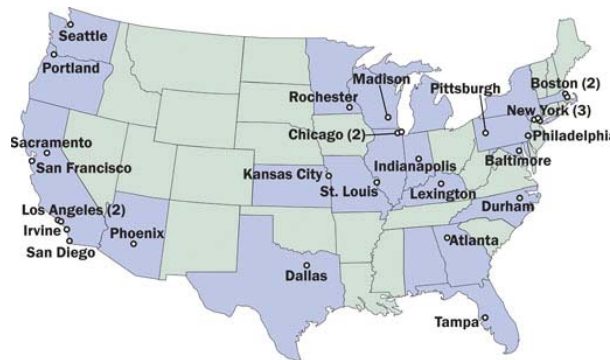 Seattle
Portland
Madison
Pittsburgh
Boston (2)
Rochester
New York (3)
Chicago (2)
Philadelphia
Sacramento
San Francisco
Indianapolis
Baltimore
Kansas City
St. Louis
Lexington
Los Angeles (2)
Durham
Irvine
Phoenix
Atlanta
San Diego
Dallas
Tampa